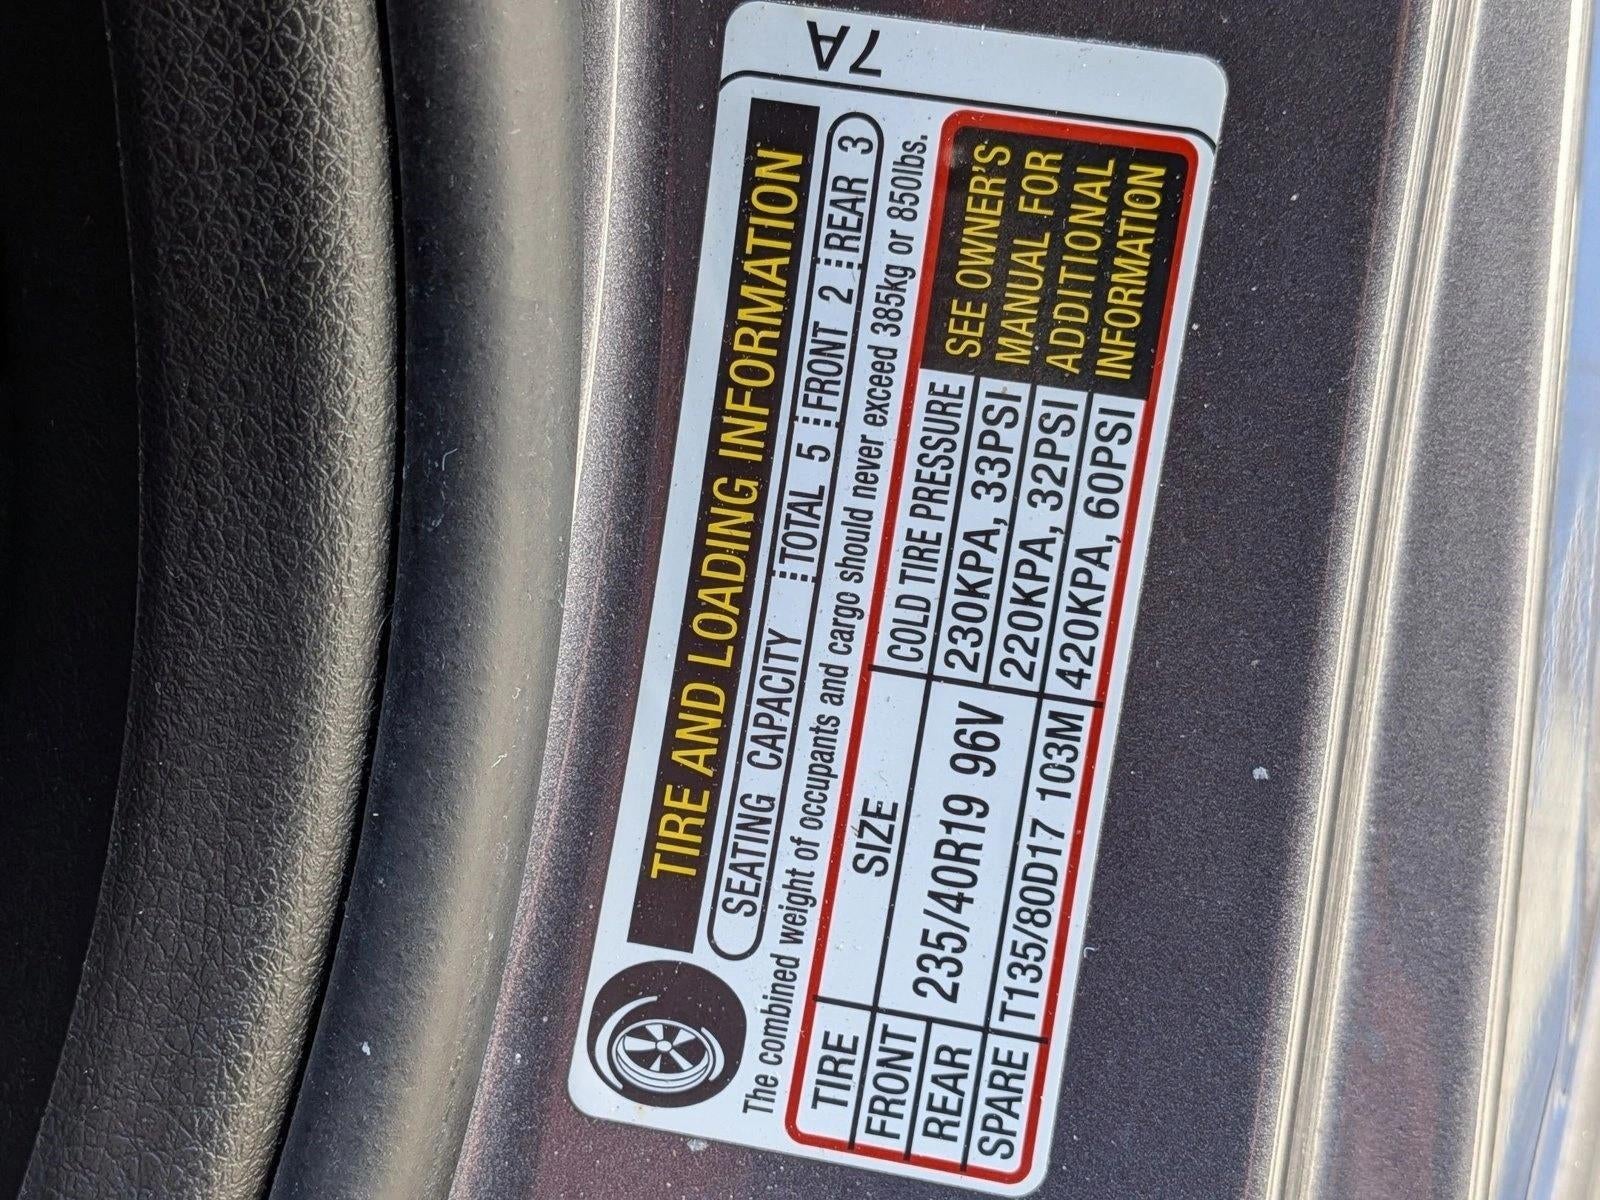 7A
TIRE AND LOADING INFORMATION
SEATING CAPACITY TOTAL 5 FRONT 2 REAR 3
The combined weight of occupants and cargo should never exceed 385kg or 850lbs.
TIRE SIZE COLD TIRE PRESSURE
FRONT 235/40R19 96V 230KPA, 33PSI
REAR 220KPA, 32PSI
SPARE T135/80D17 103M 420KPA, 60PSI
SEE OWNER'S
MANUAL FOR
ADDITIONAL
INFORMATION